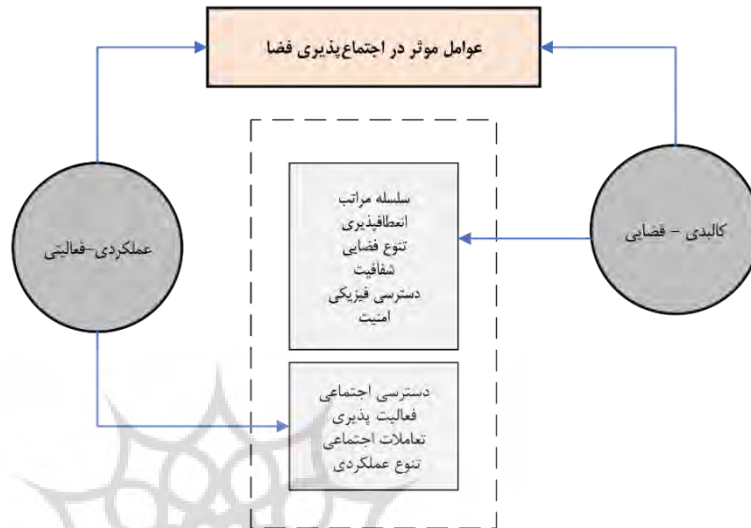 عوامل موثر در اجتماع‌پذیری فضا
کالبدی - فضایی
عملکردی-فعالیتی
سلسله مراتب
انعطافپذیری
تنوع فضایی
شفافیت
دسترسی فیزیکی
امنیت
دسترسی اجتماعی
فعالیت پذیری
تعاملات اجتماعی
تنوع عملکردی